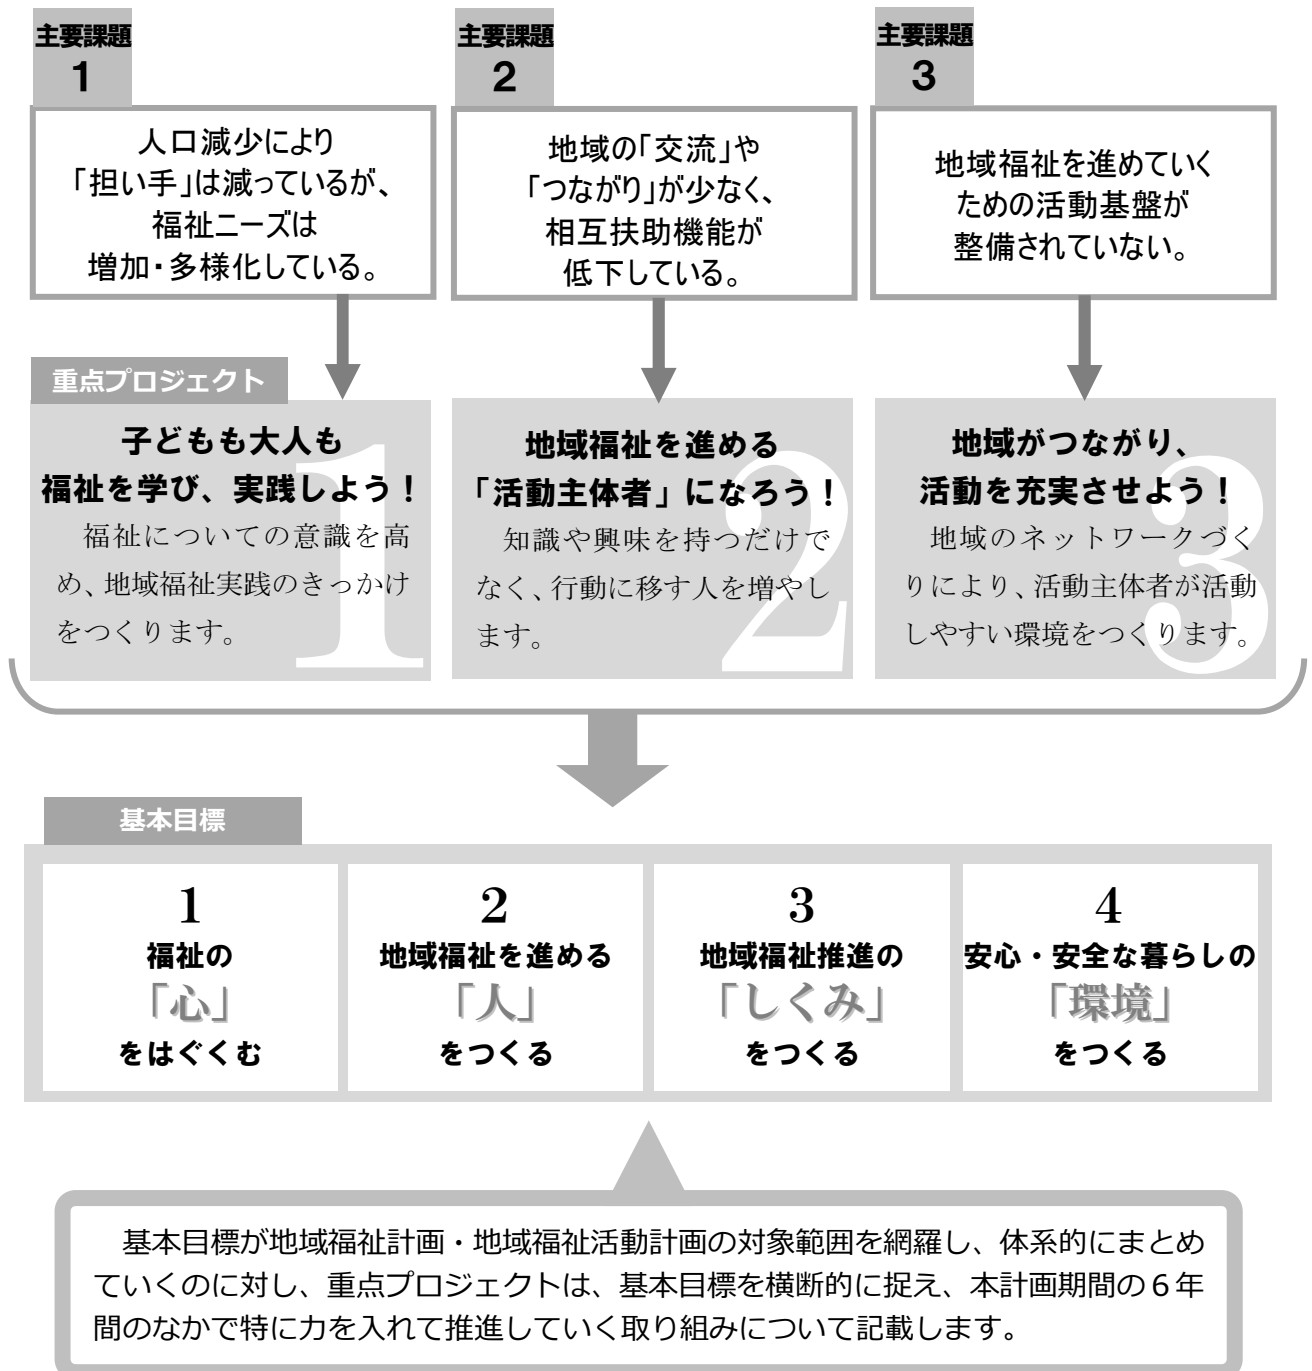 主要課題
1
人口減少により
「担い手」は減っているが、
福祉ニーズは
増加・多様化している。
主要課題
2
地域の「交流」や
「つながり」が少なく、
相互扶助機能が
低下している。
主要課題
3
地域福祉を進めていく
ための活動基盤が
整備されていない。
重点プロジェクト
1
子どもも大人も
福祉を学び、実践しよう！
福祉についての意識を高
め、地域福祉実践のきっかけ
をつくります。
2
地域福祉を進める
「活動主体者」になろう！
知識や興味を持つだけで
なく、行動に移す人を増やし
ます。
3
地域がつながり、
活動を充実させよう！
地域のネットワークづく
りにより、活動主体者が活動
しやすい環境をつくります。
基本目標
1
福祉の
「心」
をはぐくむ
2
地域福祉を進める
「人」
をつくる
3
地域福祉推進の
「しくみ」
をつくる
4
安心・安全な暮らしの
「環境」
をつくる
基本目標が地域福祉計画・地域福祉活動計画の対象範囲を網羅し、体系的にまとめ
ていくのに対し、重点プロジェクトは、基本目標を横断的に捉え、本計画期間の６年
間のなかで特に力を入れて推進していく取り組みについて記載します。